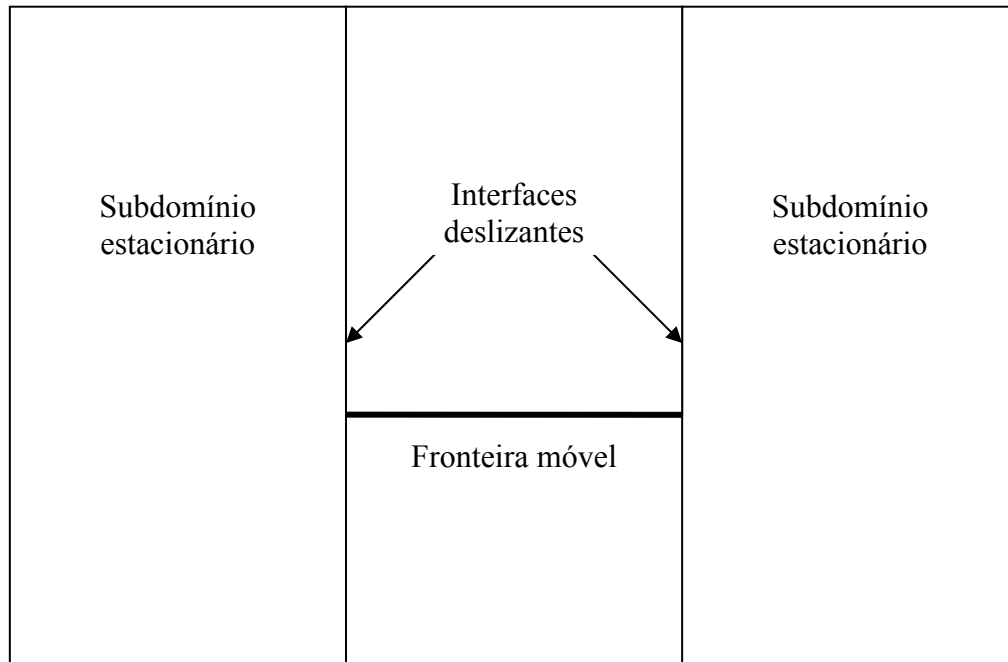 Subdomínio
estacionário
Interfaces
deslizantes
Subdomínio
estacionário
Fronteira móvel